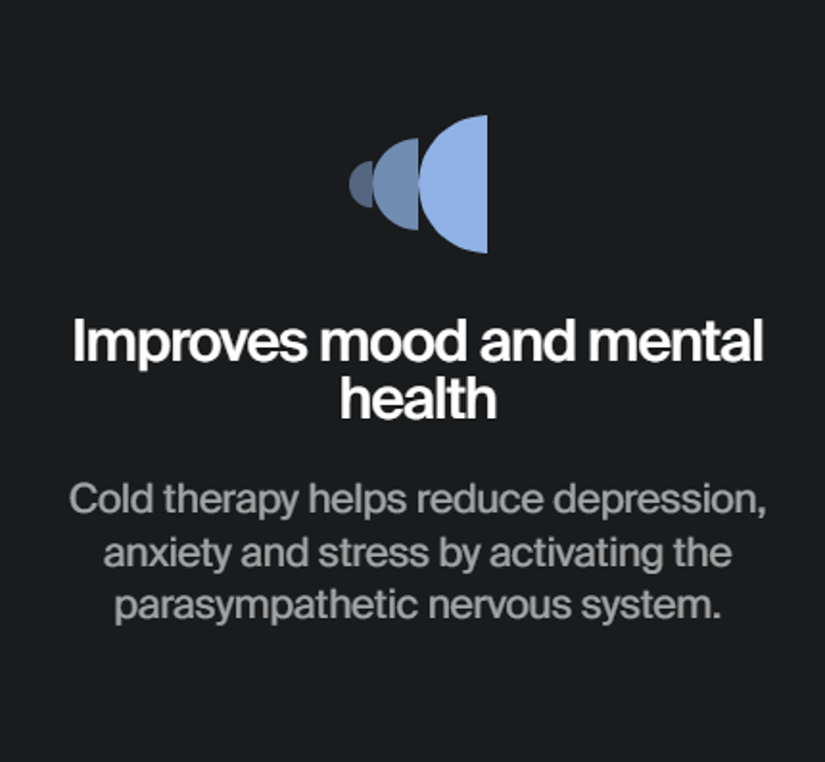 Improves mood and mental
health
Cold therapy helps reduce depression,
anxiety and stress by activating the
parasympathetic nervous system.